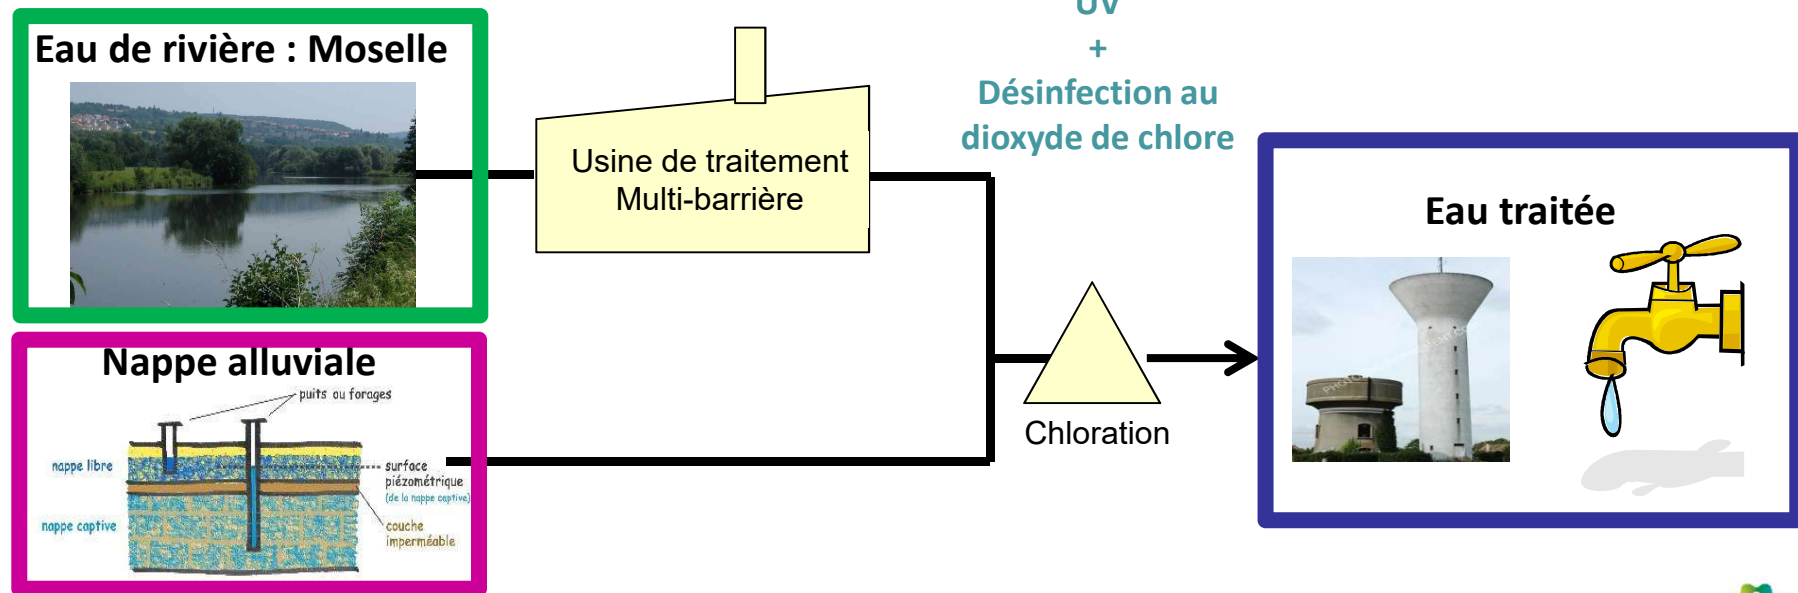 Eau de rivière : Moselle
UV
+
Désinfection au
dioxyde de chlore
Usine de traitement
Multi-barrière
Eau traitée
Nappe alluviale
puits ou forages
nappe libre
surface
piézométrique
(de la nappe captive)
nappe captive
couche
imperméable
Chloration